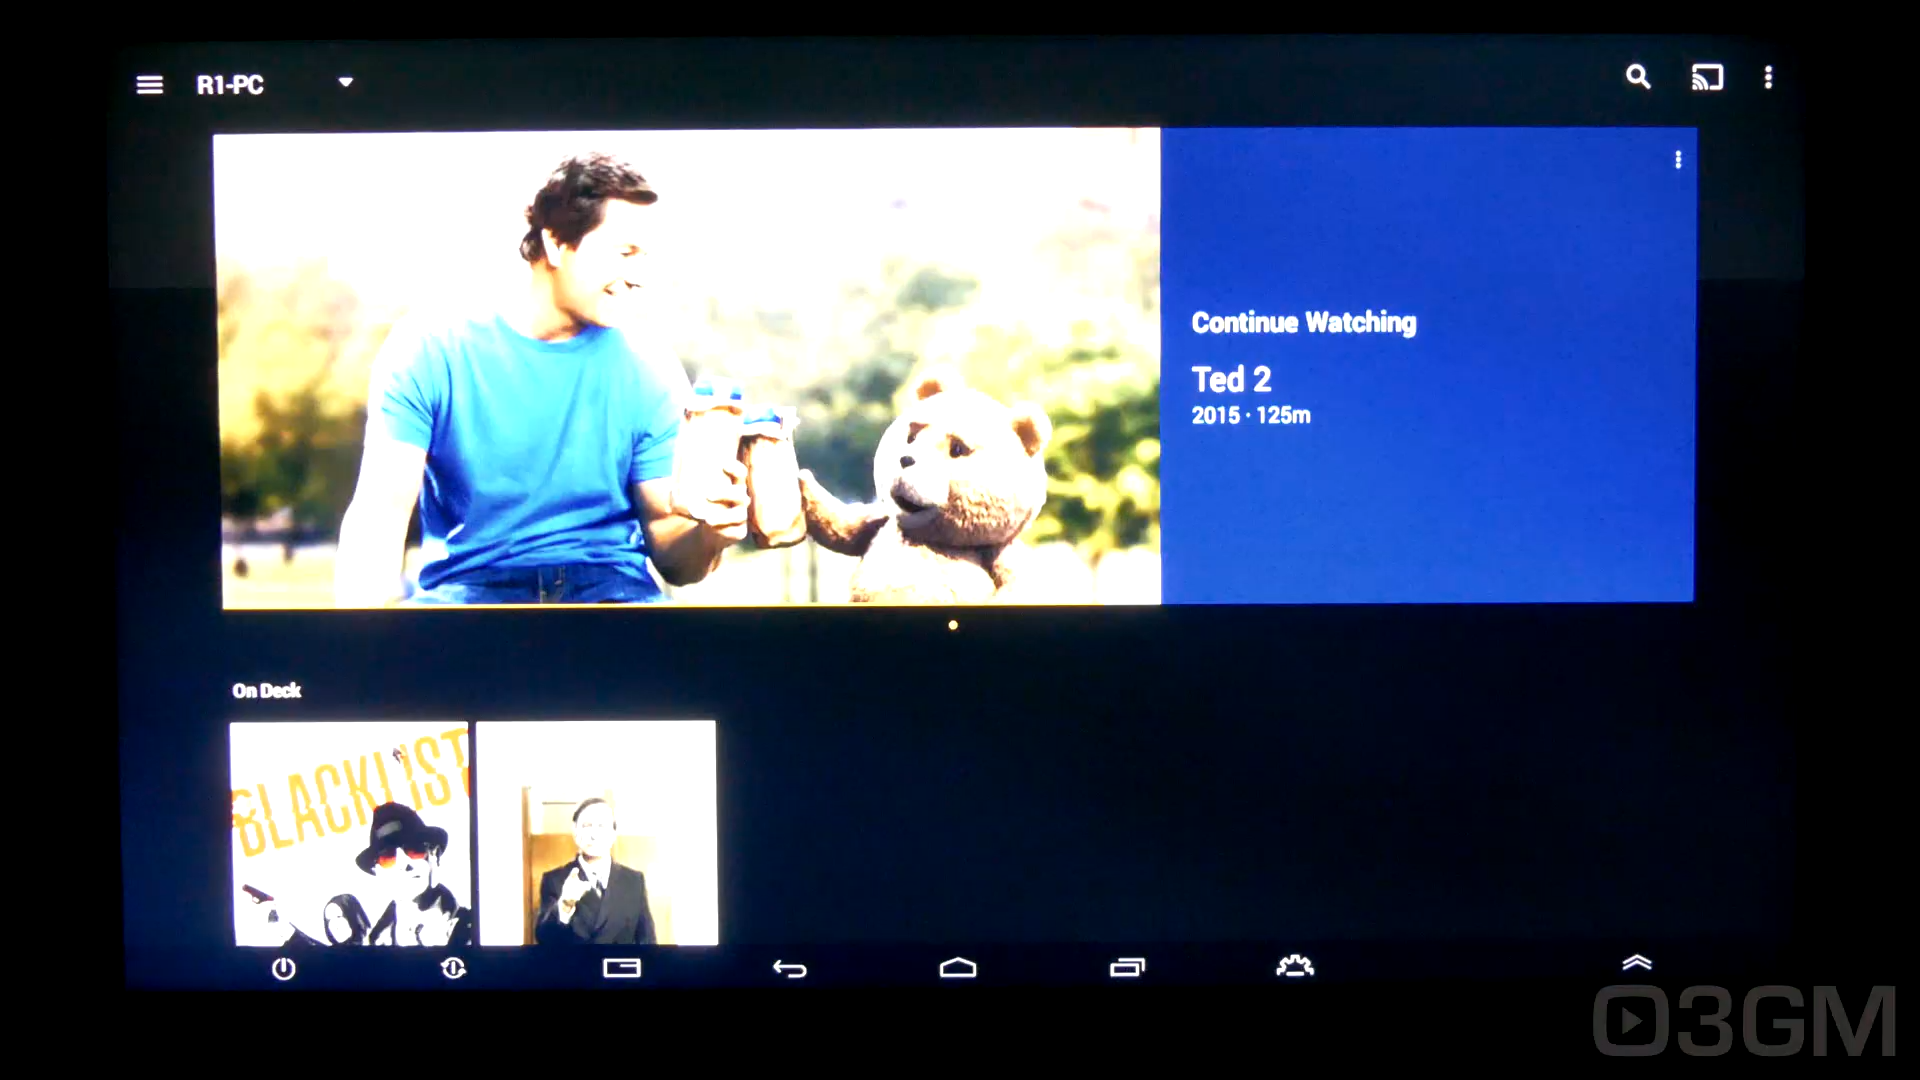 R1-PC
Continue Watching
Ted 2
2015 · 125m
On Deck
BLACKLIST
O3GM